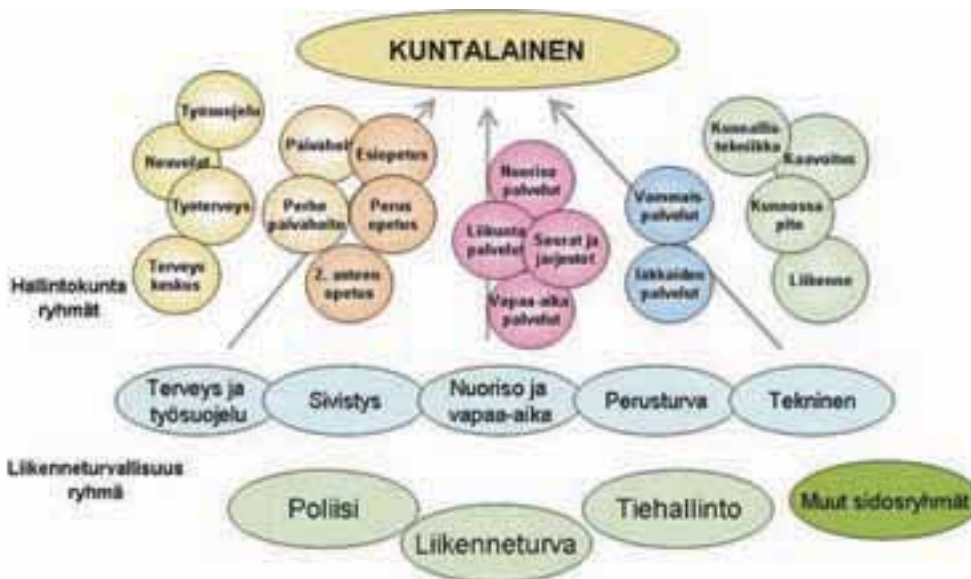 KUNTALAINEN
Työsuojelu
Neuvolat
Työterveys
Terveys
keskus
Päivähoito
Esiopetus
Perhe
päivähoito
Perus
opetus
2. asteen
opetus
Nuoriso
palvelut
Liikunta
palvelut
Seurat ja
järjestöt
Vapaa-aika
palvelut
Vammais-
palvelut
Iäkkäiden
palvelut
Kunnallis-
tekniikka
Kaavoitus
Kunnossa
pito
Liikenne
Hallintokunta
ryhmät
Terveys ja
työsuojelu
Sivistys
Nuoriso ja
vapaa-aika
Perusturva
Tekninen
Liikenneturvallisuus
ryhmä
Poliisi
Liikenneturva
Tiehallinto
Muut sidosryhmät